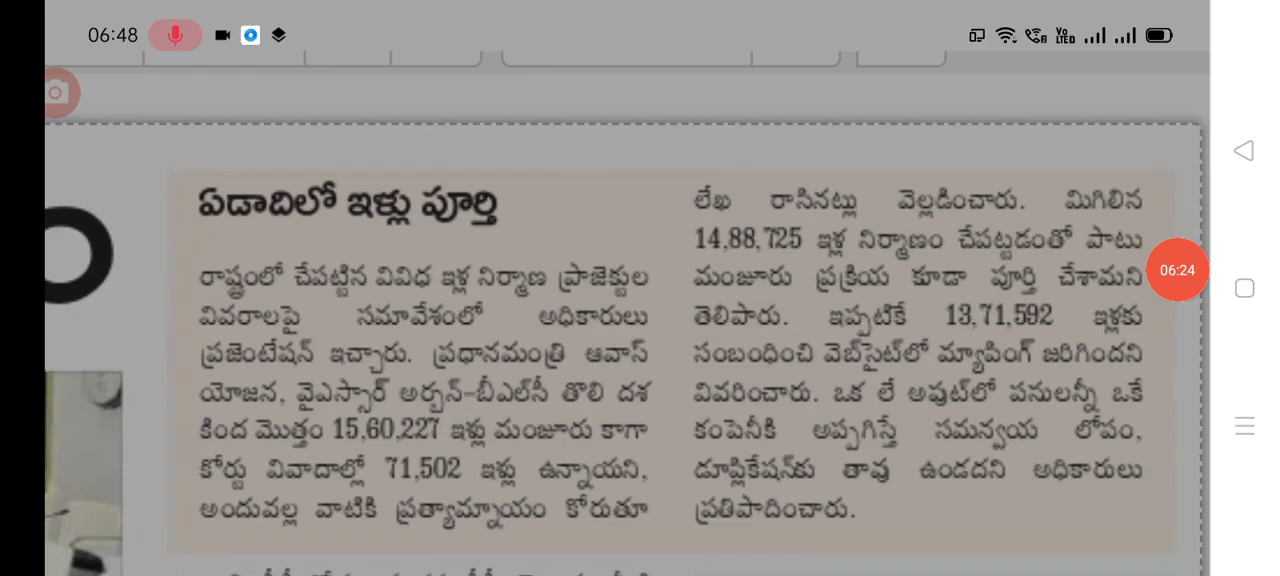 06:48
ఏడాదిలో ఇళ్లు పూర్తి
రాష్ట్రంలో చేపట్టిన వివిధ ఇళ్ల నిర్మాణ ప్రాజెక్టుల
వివరాలపై సమావేశంలో అధికారులు
ప్రజెంటేషన్ ఇచ్చారు. ప్రధానమంత్రి ఆవాస్
యోజన, వైఎస్సార్ అర్బన్-బీఎల్‌సీ తొలి దశ
కింద మొత్తం 15,60,227 ఇళ్లు మంజూరు కాగా
కోర్టు వివాదాల్లో 71,502 ఇళ్లు ఉన్నాయని,
అందువల్ల వాటికి ప్రత్యామ్నాయం కోరుతూ
లేఖ రాసినట్లు వెల్లడించారు. మిగిలిన
14,88,725 ఇళ్ల నిర్మాణం చేపట్టడంతో పాటు
మంజూరు ప్రక్రియ కూడా పూర్తి చేశామని
తెలిపారు. ఇప్పటికే 13,71,592 ఇళ్లకు
సంబంధించి వెబ్‌సైట్‌లో మ్యాపింగ్ జరిగిందని
వివరించారు. ఒక లే అవుట్‌లో పనులన్నీ ఒకే
కంపెనీకి అప్పగిస్తే సమన్వయ లోపం,
డూప్లికేషన్‌కు తావు ఉండదని అధికారులు
ప్రతిపాదించారు.
06:24